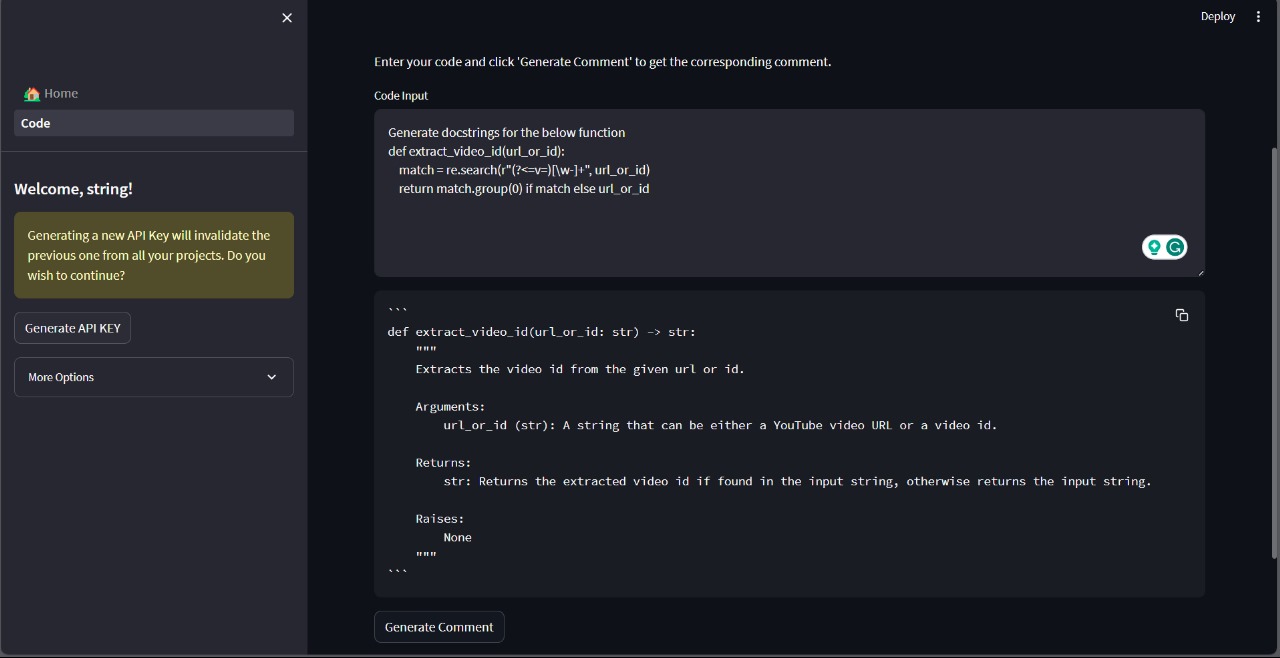 Deploy
Home
Code
Welcome, string!
Generating a new API Key will invalidate the
previous one from all your projects. Do you
wish to continue?
Generate API KEY
More Options
Enter your code and click 'Generate Comment' to get the corresponding comment.
Code Input
Generate docstrings for the below function
def extract_video_id(url_or_id):
    match = re.search(r"(?<=v=)[\w-]+", url_or_id)
    return match.group(0) if match else url_or_id
```
def extract_video_id(url_or_id: str) -> str:
    """
    Extracts the video id from the given url or id.
    Arguments:
        url_or_id (str): A string that can be either a YouTube video URL or a video id.
    Returns:
        str: Returns the extracted video id if found in the input string, otherwise returns the input string.
    Raises:
        None
    """
```
Generate Comment